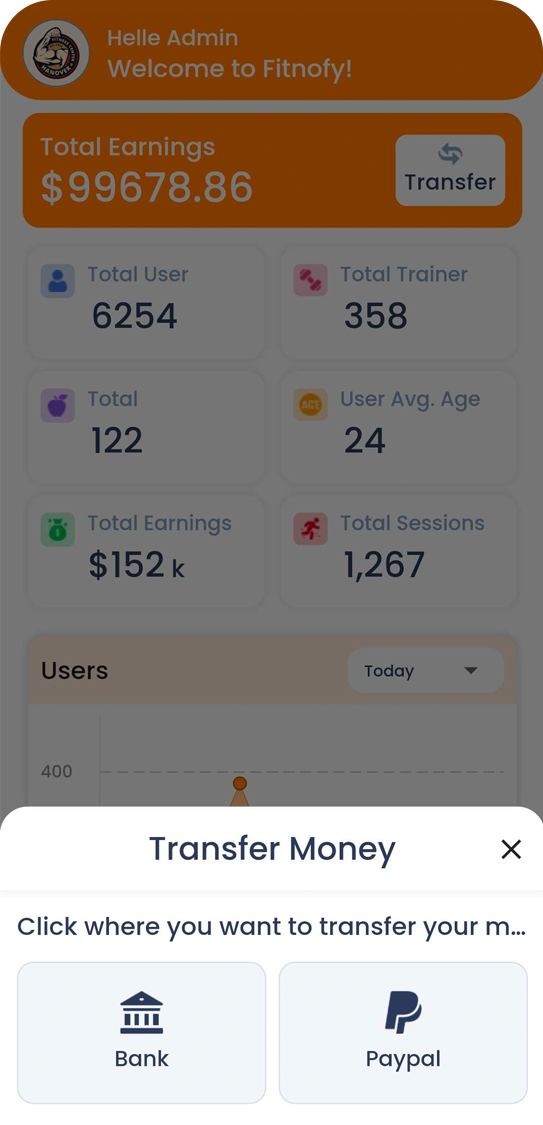 Helle Admin
Welcome to Fitnofy!
Total Earnings
$99678.86
Transfer
Total User
6254
Total Trainer
358
Total
122
AGE
User Avg. Age
24
Total Earnings
$152 k
Total Sessions
1,267
Users
Today
400
Transfer Money
Click where you want to transfer your m...
Bank
Paypal